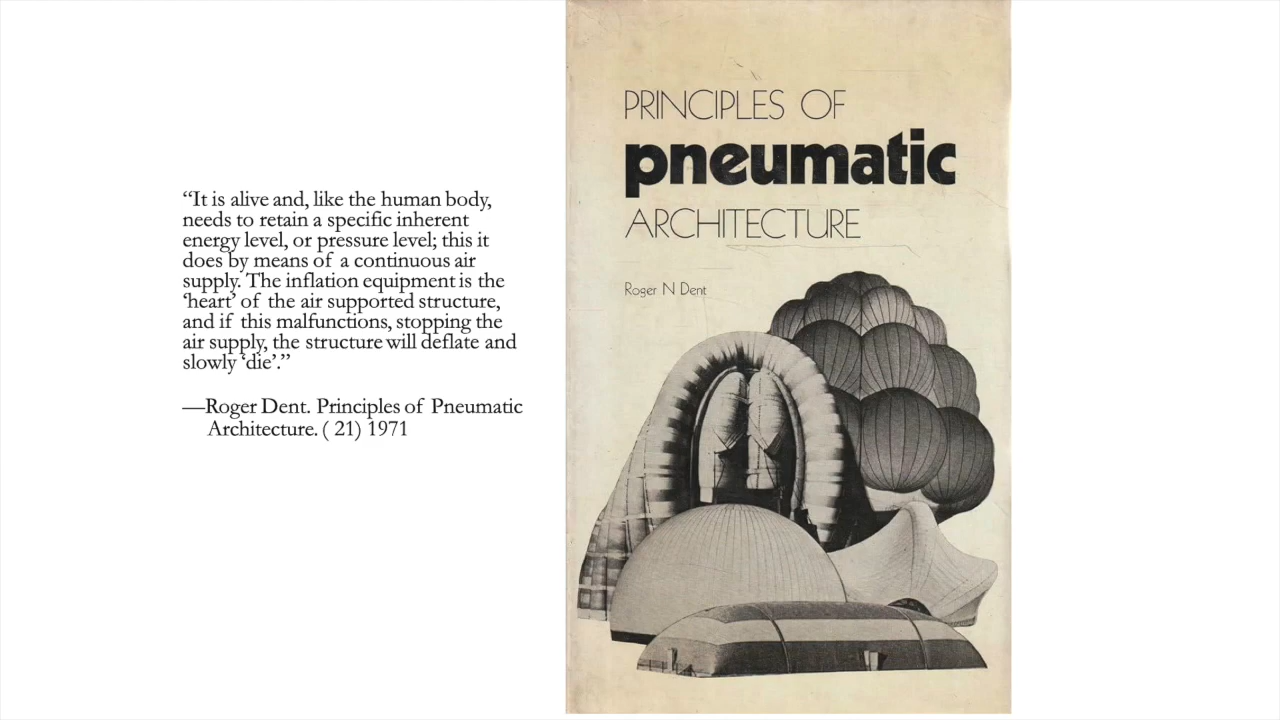 “It is alive and, like the human body,
needs to retain a specific inherent
energy level, or pressure level; this it
does by means of a continuous air
supply. The inflation equipment is the
‘heart’ of the air supported structure,
and if this malfunctions, stopping the
air supply, the structure will deflate and
slowly ‘die’.”
—Roger Dent. Principles of Pneumatic
Architecture. ( 21) 1971
PRINCIPLES OF
pneumatic
ARCHITECTURE
Roger N Dent